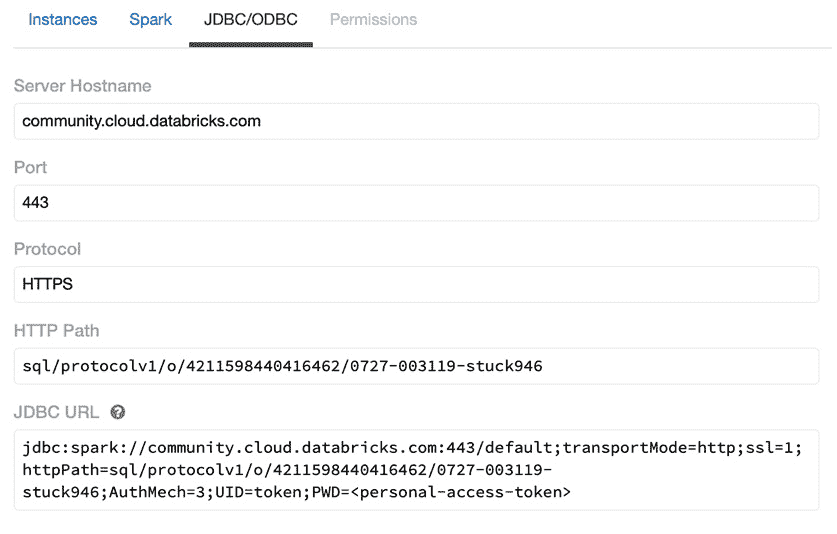 Instances Spark JDBC/ODBC Permissions
Server Hostname
community.cloud.databricks.com
Port
443
Protocol
HTTPS
HTTP Path
sql/protocolv1/o/4211598440416462/0727-003119-stuck946
JDBC URL
jdbc:spark://community.cloud.databricks.com:443/default;transportMode=http;ssl=1;
httpPath=sql/protocolv1/o/4211598440416462/0727-003119-
stuck946;AuthMech=3;UID=token;PWD=<personal-access-token>